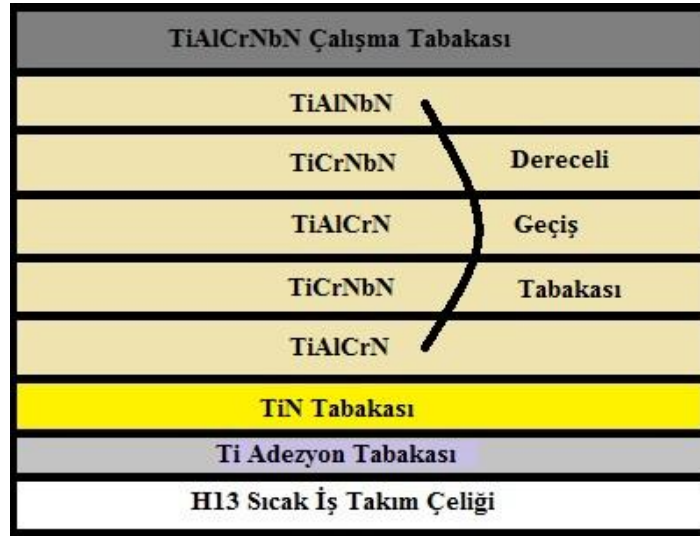 TiAlCrNbN Çalışma Tabakası
TiAlNbN
TiCrNbN Dereceli
TiAlCrN Geçiş
TiCrNbN Tabakası
TiAlCrN
TiN Tabakası
Ti Adezyon Tabakası
H13 Sıcak İş Takım Çeliği